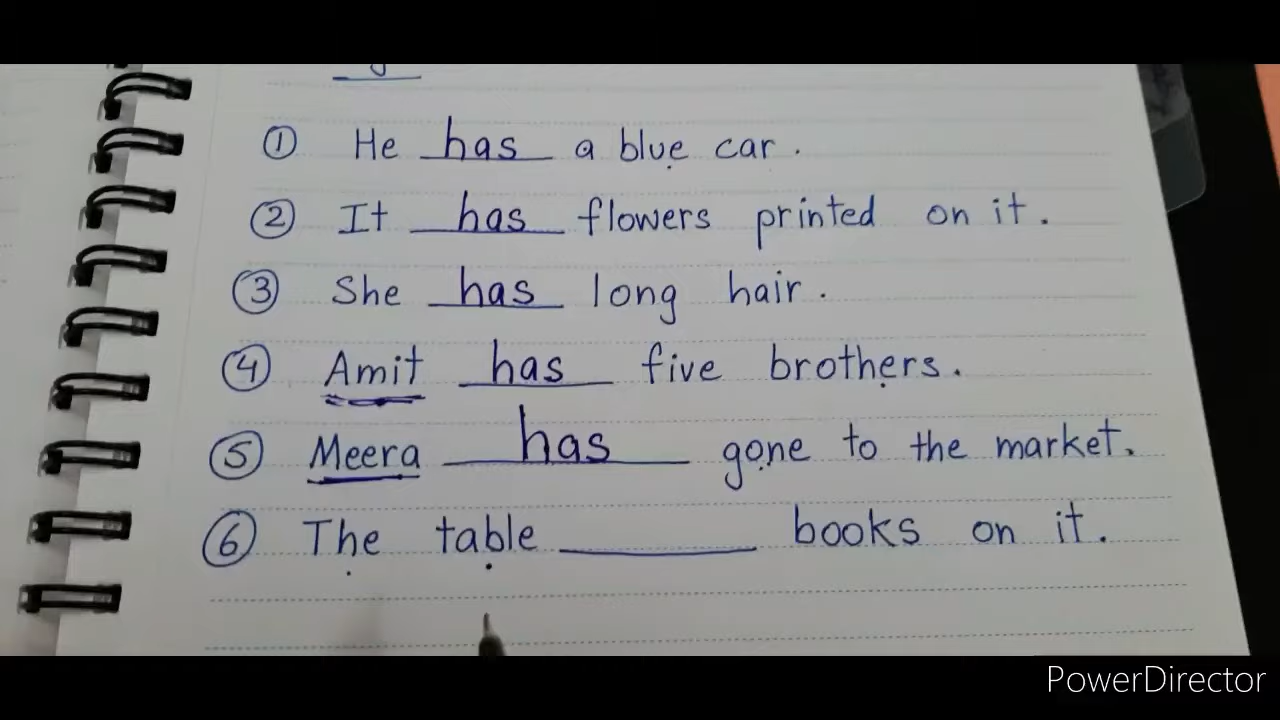 ① He has a blue car.
② It has flowers printed on it.
③ She has long hair.
④ Amit has five brothers.
⑤ Meera has gone to the market.
⑥ The table ________ books on it.
PowerDirector